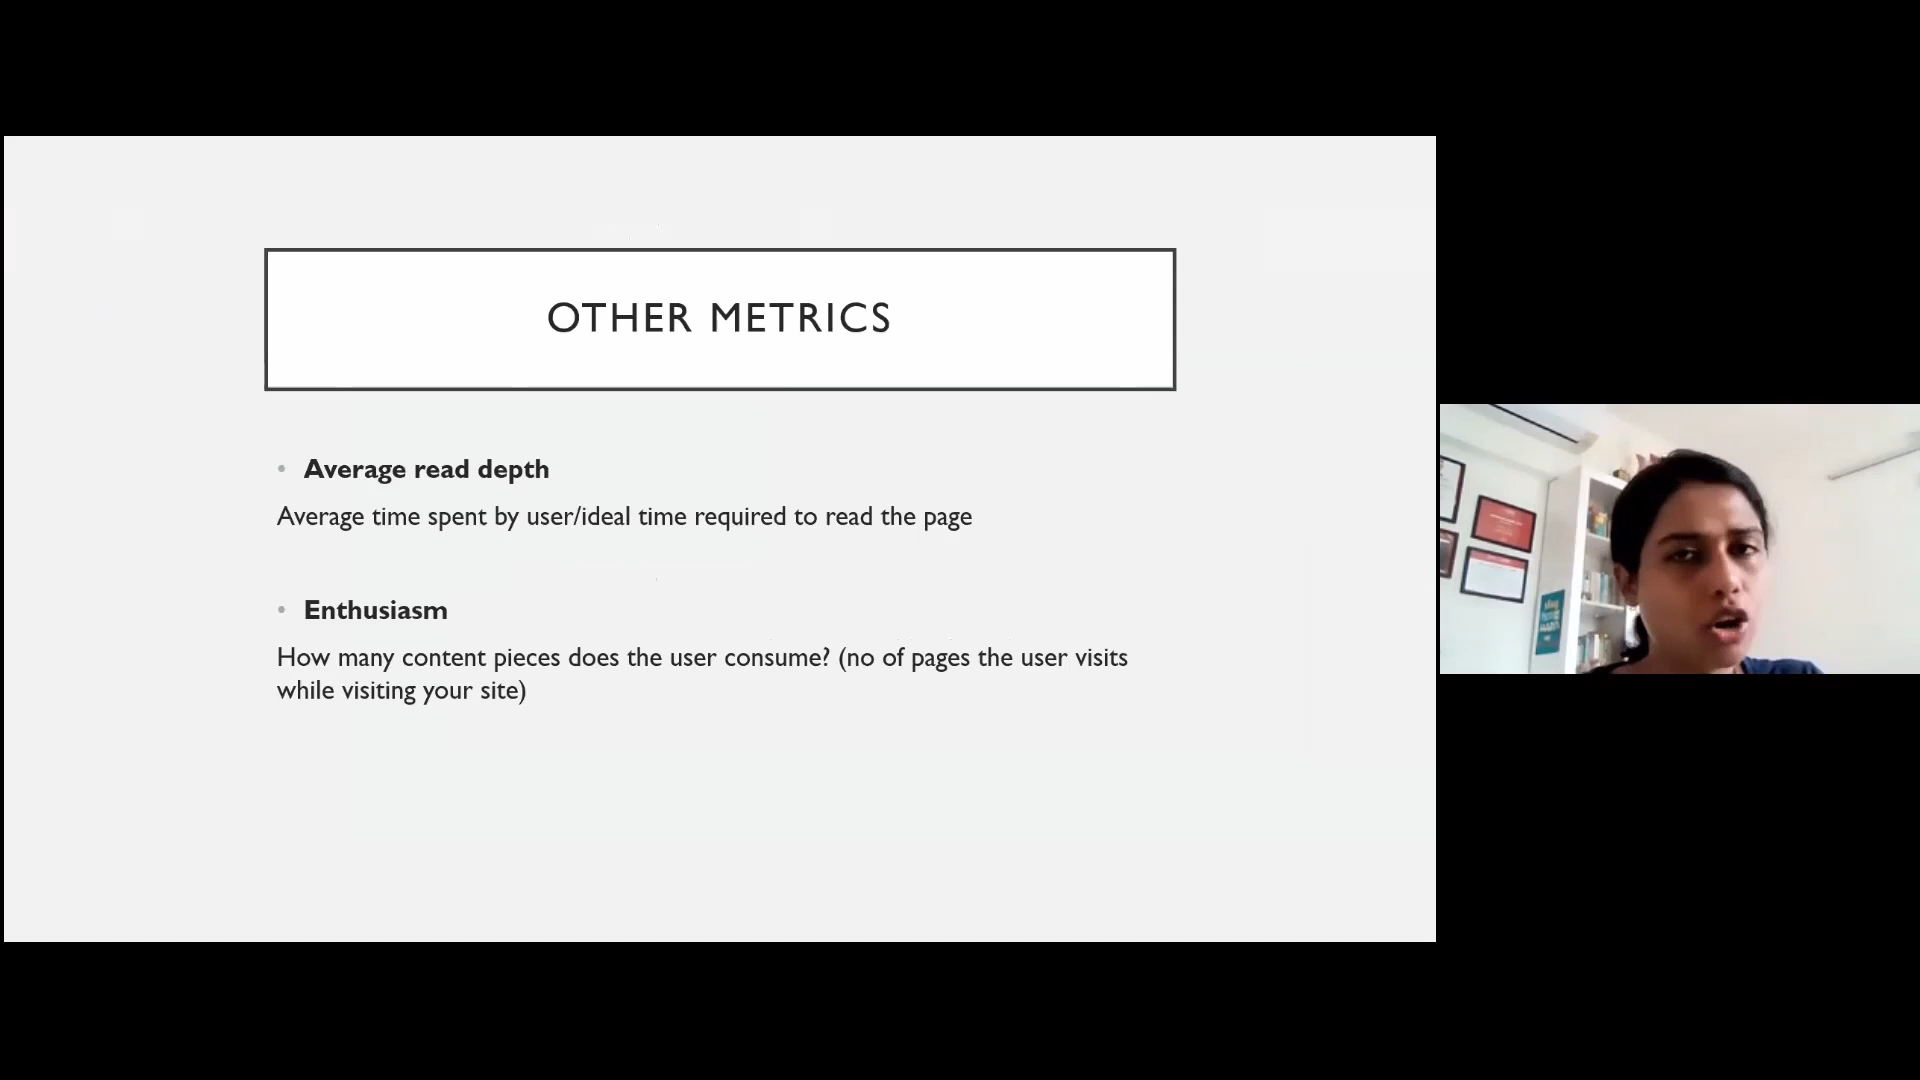 OTHER METRICS
• Average read depth
Average time spent by user/ideal time required to read the page
• Enthusiasm
How many content pieces does the user consume? (no of pages the user visits
while visiting your site)